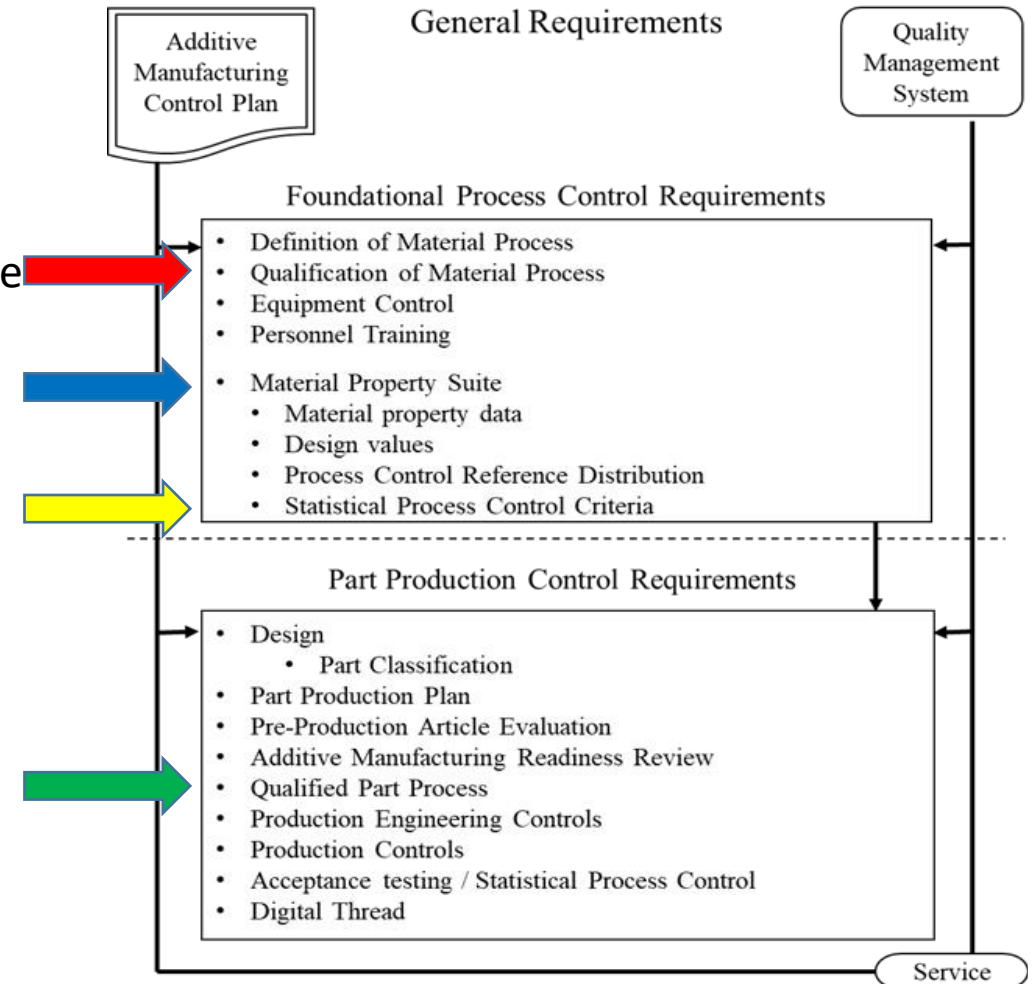 General Requirements
Additive
Manufacturing
Control Plan
Quality
Management
System
Foundational Process Control Requirements
• Definition of Material Process
• Qualification of Material Process
• Equipment Control
• Personnel Training
• Material Property Suite
• Material property data
• Design values
• Process Control Reference Distribution
• Statistical Process Control Criteria
e
Part Production Control Requirements
• Design
• Part Classification
• Part Production Plan
• Pre-Production Article Evaluation
• Additive Manufacturing Readiness Review
• Qualified Part Process
• Production Engineering Controls
• Production Controls
• Acceptance testing / Statistical Process Control
• Digital Thread
Service